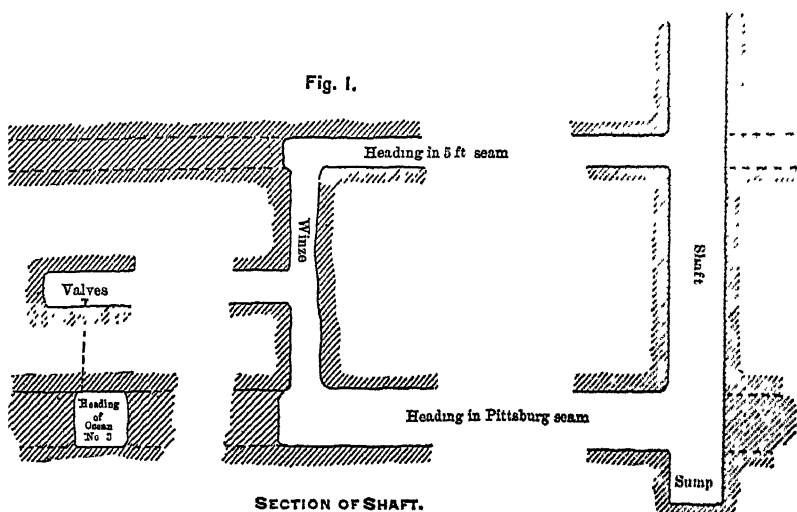 Fig. 1.
Heading in 5 ft seam
Winze
Shaft
Valves
Heading
of
Ocean
No 3
Heading in Pittsburg seam
Sump
SECTION OF SHAFT.